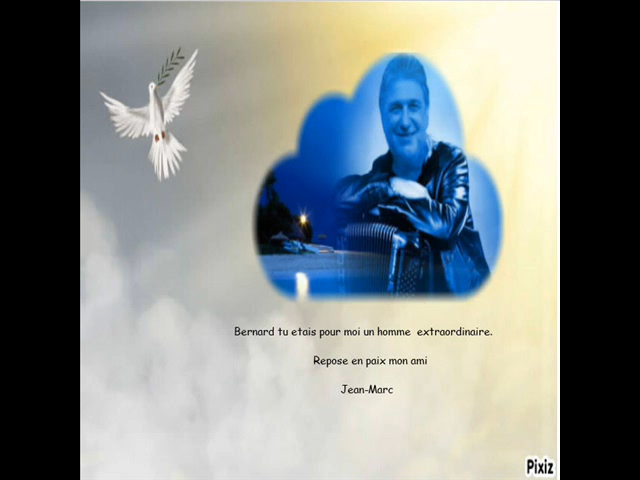 Bernard tu etais pour moi un homme extraordinaire.
Repose en paix mon ami
Jean-Marc
Pixiz